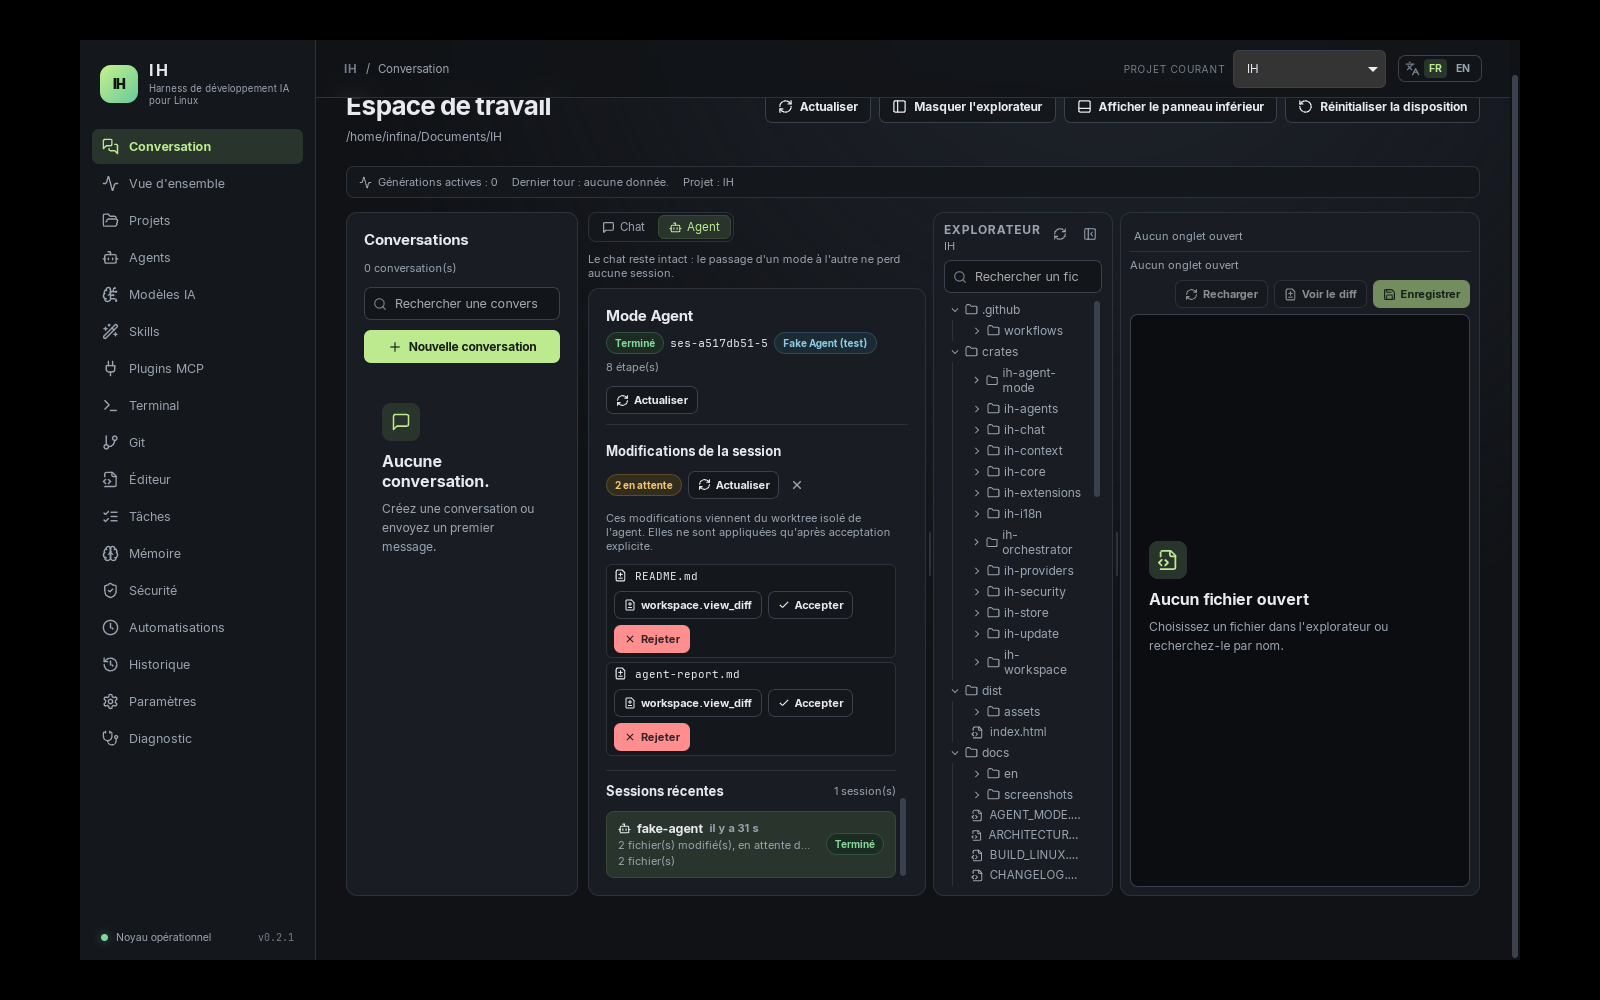 IH
IH
Harness de développement IA
pour Linux
Conversation
Vue d'ensemble
Projets
Agents
Modèles IA
Skills
Plugins MCP
Terminal
Git
Éditeur
Tâches
Mémoire
Sécurité
Automatisations
Historique
Paramètres
Diagnostic
Noyau opérationnel
v0.2.1
IH / Conversation
PROJET COURANT
IH
FR
EN
Espace de travail
/home/infina/Documents/IH
Actualiser
Masquer l'explorateur
Afficher le panneau inférieur
Réinitialiser la disposition
Générations actives : 0
Dernier tour : aucune donnée.
Projet : IH
Conversations
0 conversation(s)
Rechercher une convers
Nouvelle conversation
Aucune
conversation.
Créez une conversation ou
envoyez un premier
message.
Chat
Agent
Le chat reste intact : le passage d'un mode à l'autre ne perd
aucune session.
Mode Agent
Terminé
ses-a517db51-5
Fake Agent (test)
8 étape(s)
Actualiser
Modifications de la session
2 en attente
Actualiser
Ces modifications viennent du worktree isolé de
l'agent. Elles ne sont appliquées qu'après acceptation
explicite.
README.md
workspace.view_diff
Accepter
Rejeter
agent-report.md
workspace.view_diff
Accepter
Rejeter
Sessions récentes
1 session(s)
fake-agent il y a 31 s
2 fichier(s) modifié(s), en attente d...
2 fichier(s)
Terminé
EXPLORATEUR
IH
Rechercher un fic
.github
workflows
crates
ih-agent-
mode
ih-agents
ih-chat
ih-context
ih-core
ih-extensions
ih-i18n
ih-
orchestrator
ih-providers
ih-security
ih-store
ih-update
ih-
workspace
dist
assets
index.html
docs
en
screenshots
AGENT_MODE....
ARCHITECTUR...
BUILD_LINUX....
CHANGELOG....
Aucun onglet ouvert
Aucun onglet ouvert
Recharger
Voir le diff
Enregistrer
Aucun fichier ouvert
Choisissez un fichier dans l'explorateur ou
recherchez-le par nom.